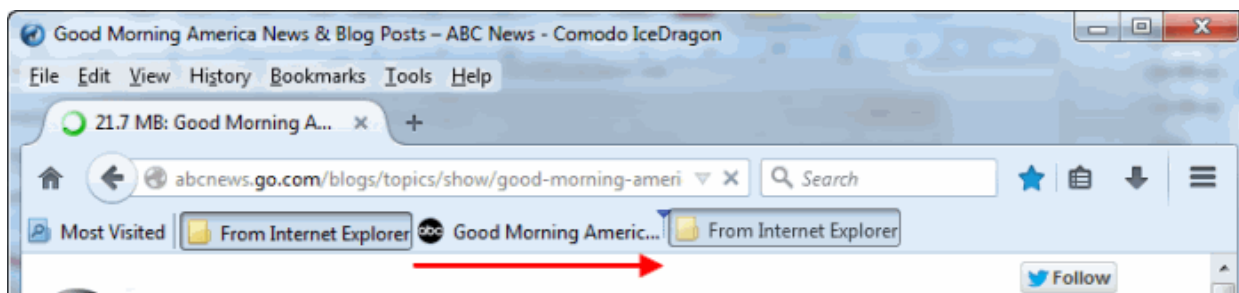 Good Morning America News & Blog Posts – ABC News - Comodo IceDragon
File Edit View History Bookmarks Tools Help
21.7 MB: Good Morning A...
abcnews.go.com/blogs/topics/show/good-morning-ameri Search
Most Visited From Internet Explorer abc Good Morning Americ... From Internet Explorer
Follow